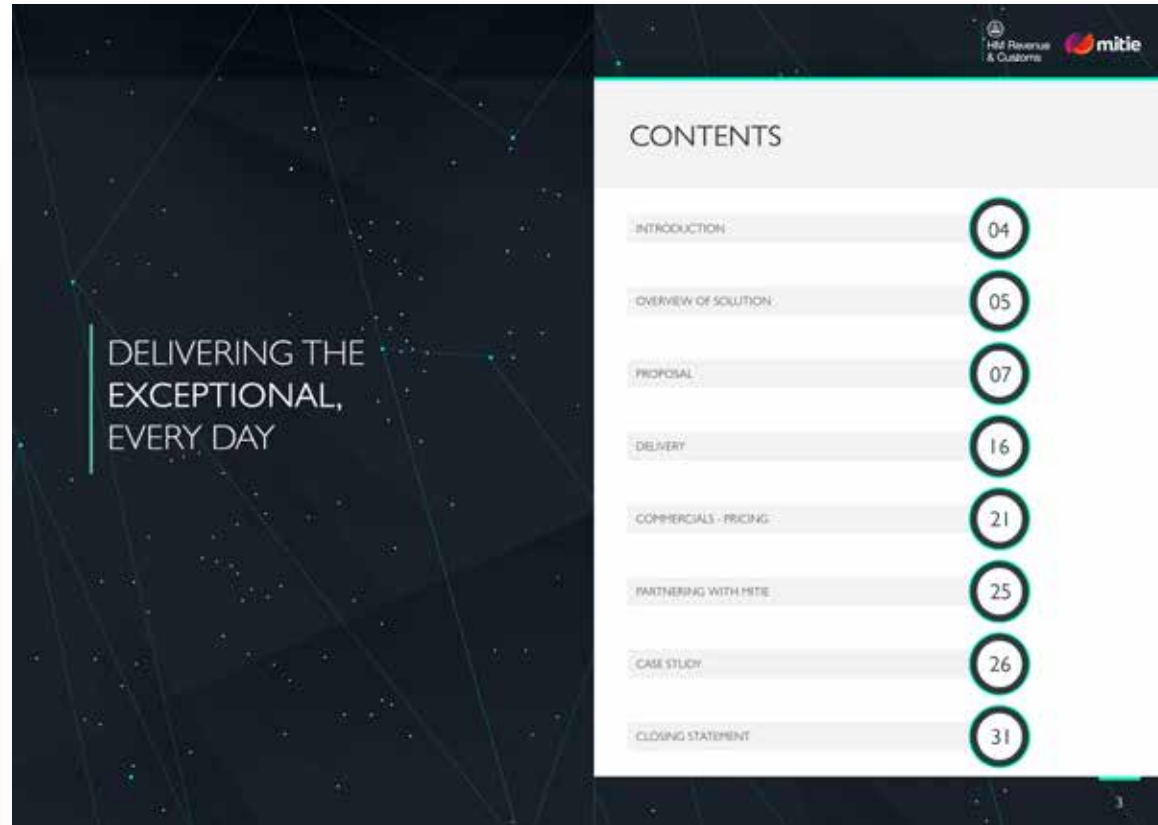 DELIVERING THE
EXCEPTIONAL,
EVERY DAY
HM Revenue
& Customs
mitie
CONTENTS
INTRODUCTION
04
OVERVIEW OF SOLUTION
05
PROPOSAL
07
DELIVERY
16
COMMERCIALS - PRICING
21
PARTNERING WITH MITIE
25
CASE STUDY
26
CLOSING STATEMENT
31
3